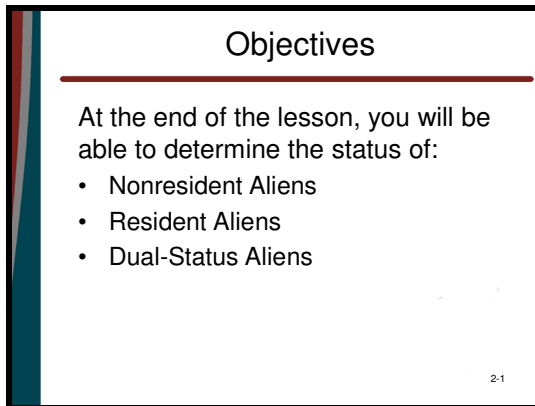 Objectives
At the end of the lesson, you will be
able to determine the status of:
• Nonresident Aliens
• Resident Aliens
• Dual-Status Aliens
2-1